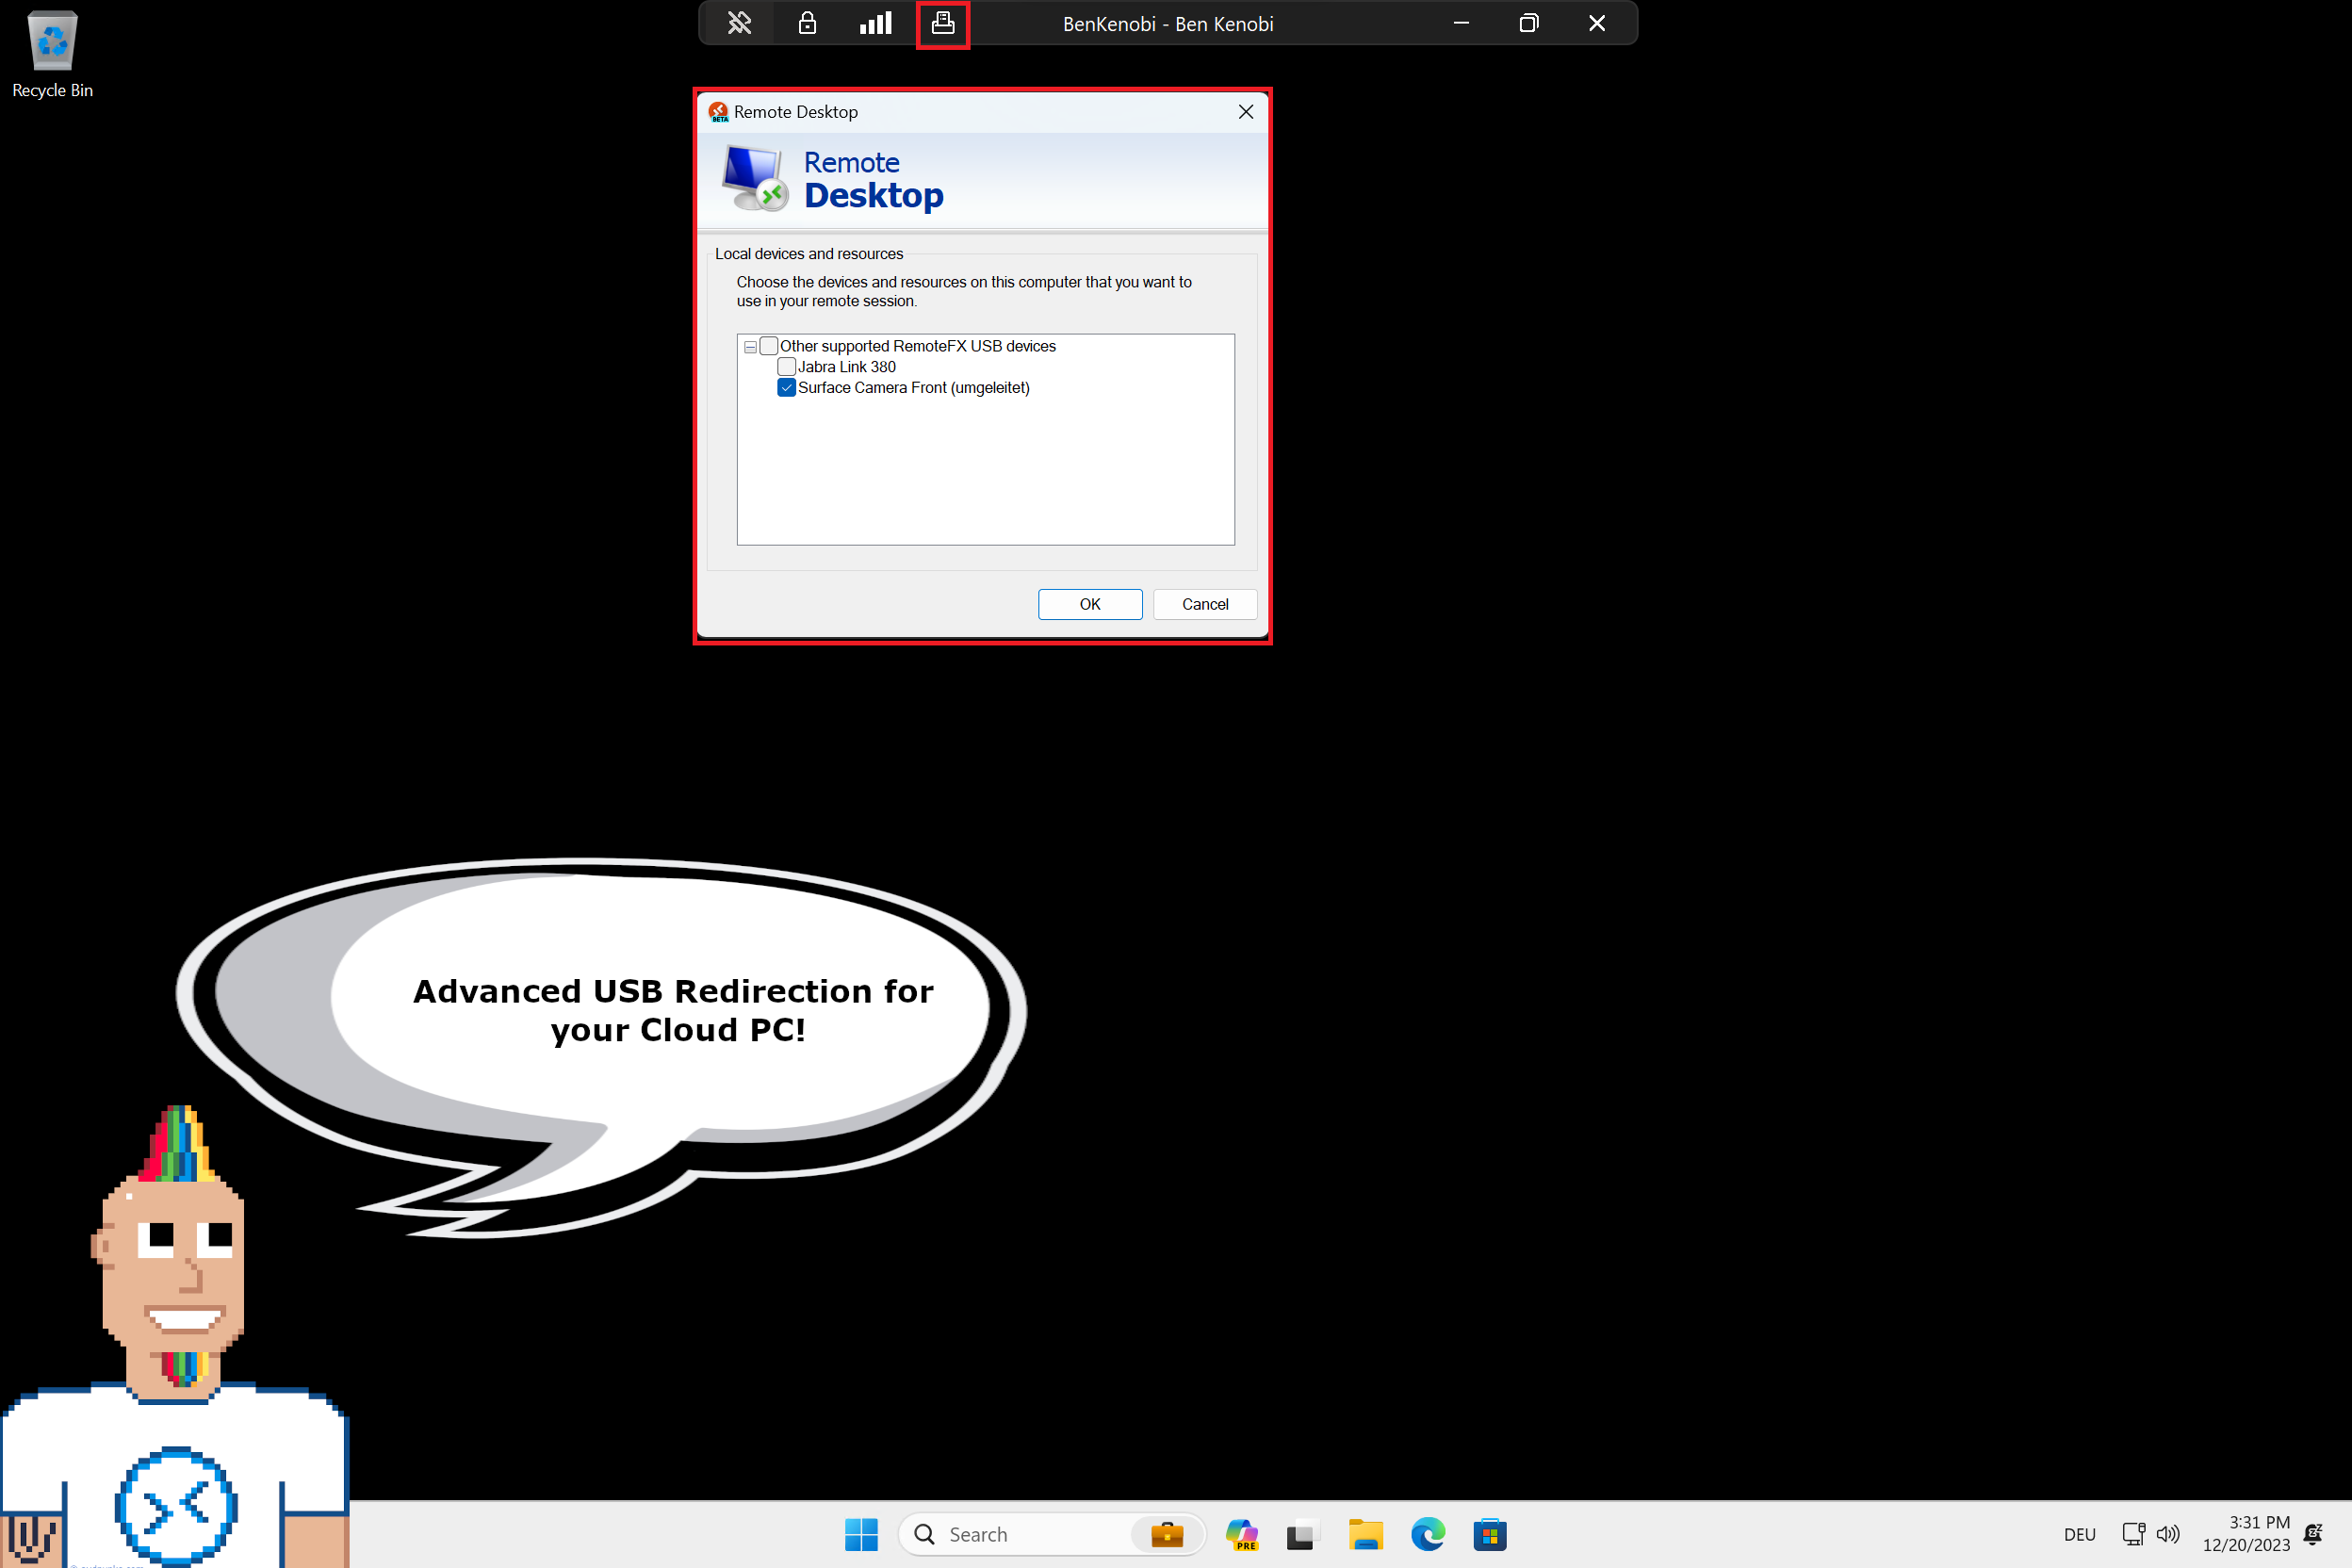 Recycle Bin
BenKenobi - Ben Kenobi
BETA
Remote Desktop
Remote
Desktop
Local devices and resources
Choose the devices and resources on this computer that you want to
use in your remote session.
Other supported RemoteFX USB devices
Jabra Link 380
Surface Camera Front (umgeleitet)
OK
Cancel
Advanced USB Redirection for
your Cloud PC!
Search
PRE
DEU
3:31 PM
12/20/2023